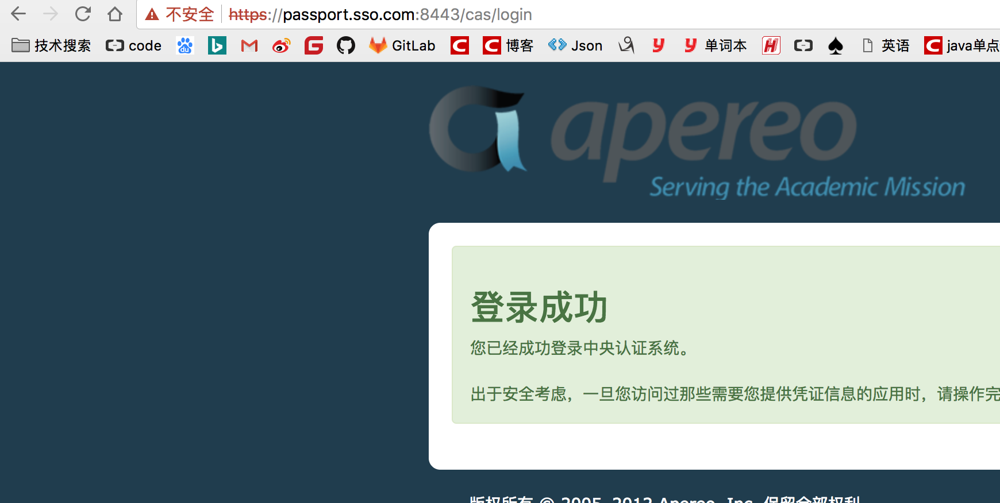 不安全 https://passport.sso.com:8443/cas/login
技术搜索 code GitLab 博客 Json 单词本 英语 java单点
apereo
Serving the Academic Mission
登录成功
您已经成功登录中央认证系统。
出于安全考虑，一旦您访问过那些需要您提供凭证信息的应用时，请操作完
版权所有 © 2005-2012 Apereo, Inc. 保留全部权利